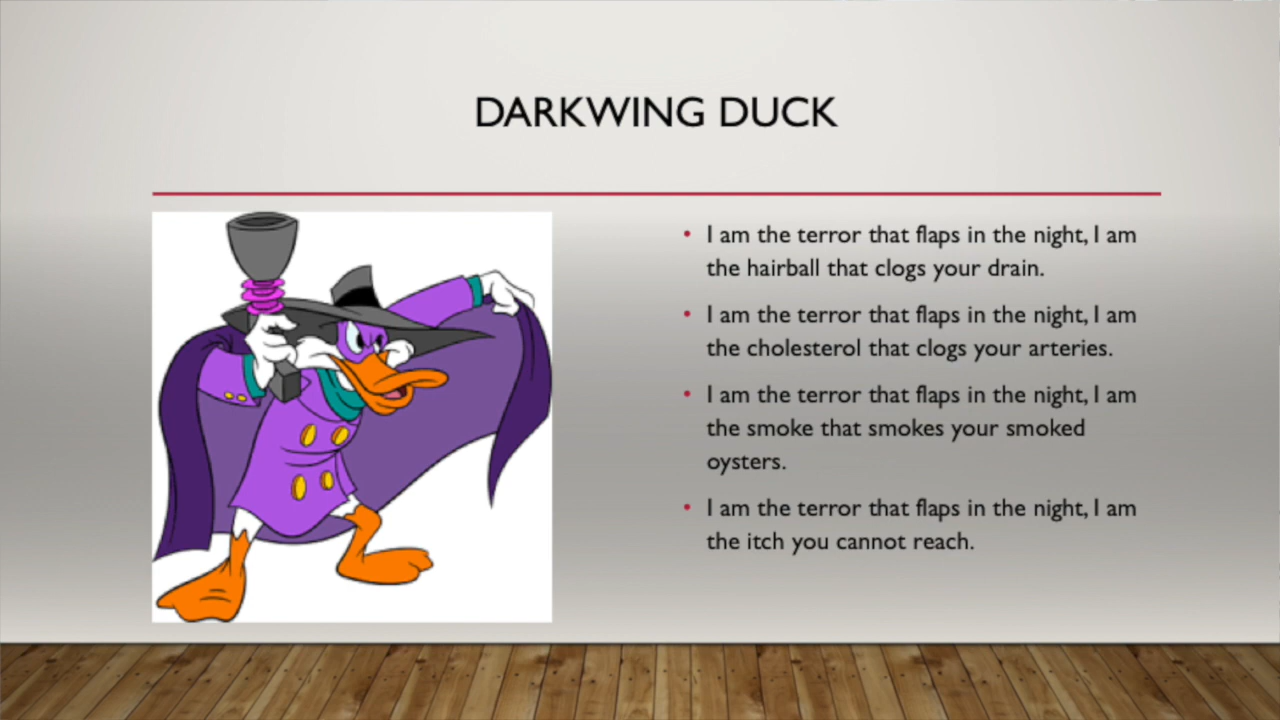 DARKWING DUCK
• I am the terror that flaps in the night, I am
the hairball that clogs your drain.
• I am the terror that flaps in the night, I am
the cholesterol that clogs your arteries.
• I am the terror that flaps in the night, I am
the smoke that smokes your smoked
oysters.
• I am the terror that flaps in the night, I am
the itch you cannot reach.